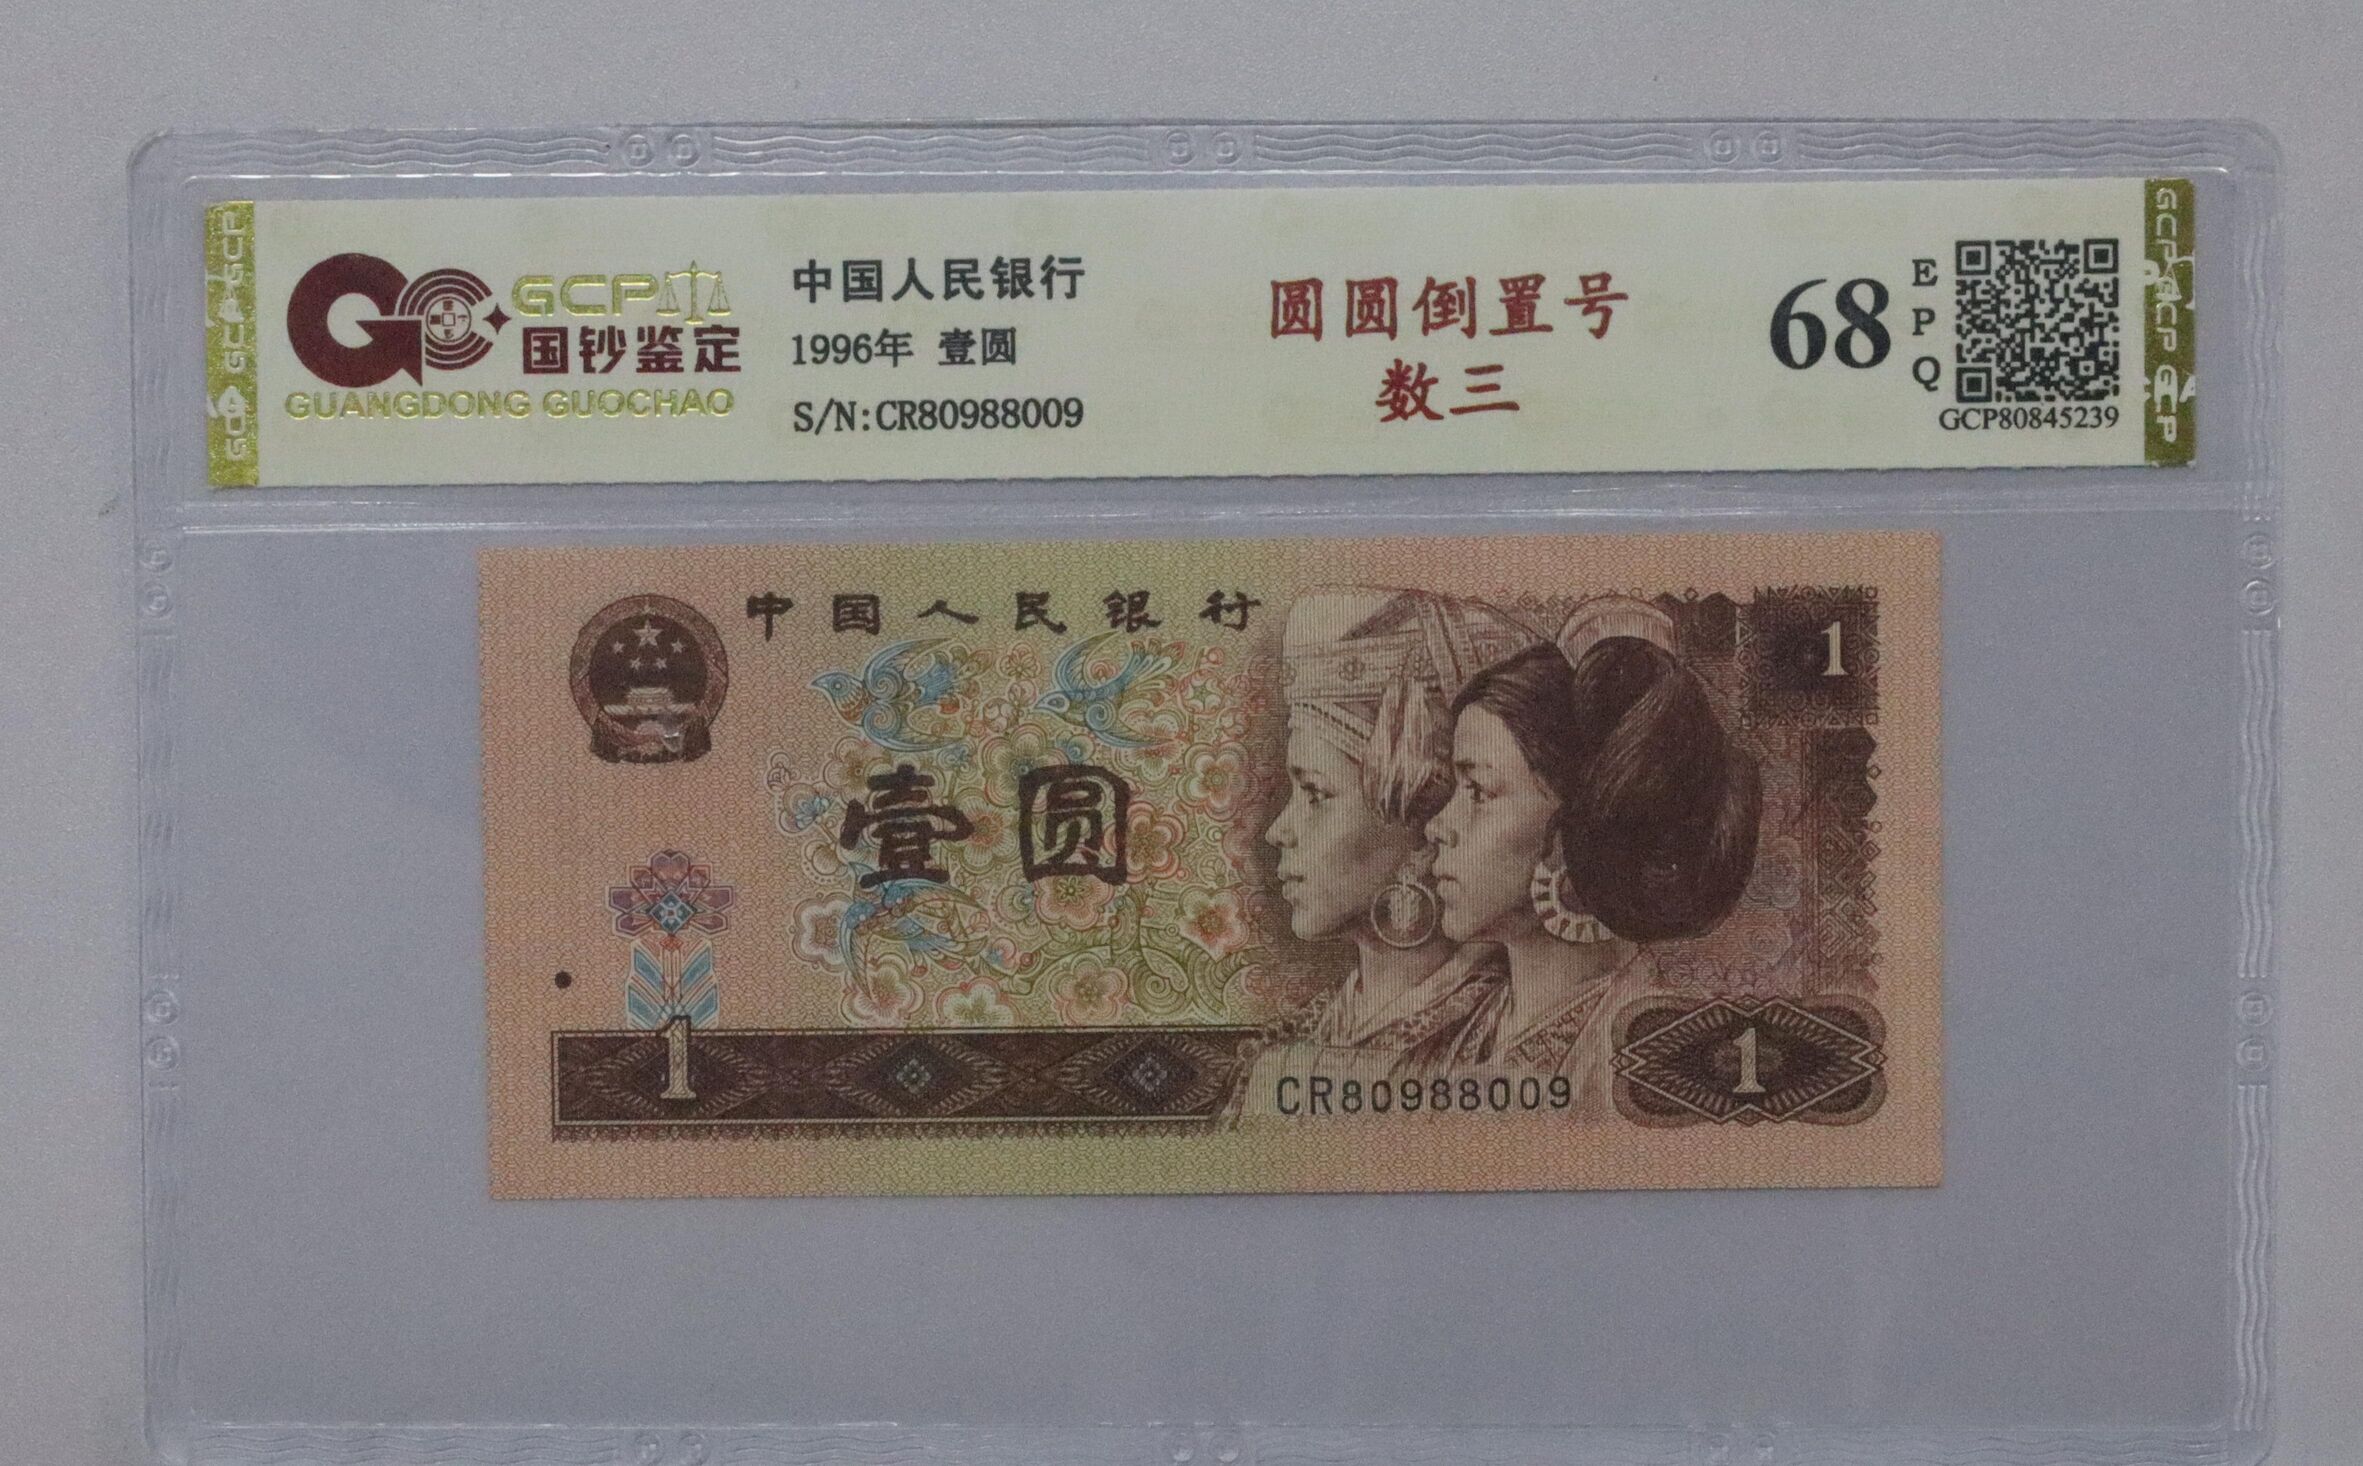 GCP
国钞鉴定
GUANGDONG GUOCHAO
中国人民银行
1996年 壹圆
S/N:CR80988009
圆圆倒置号
数三
68
E
P
Q
GCP80845239
中国人民银行
1
壹圆
1
1
CR80988009